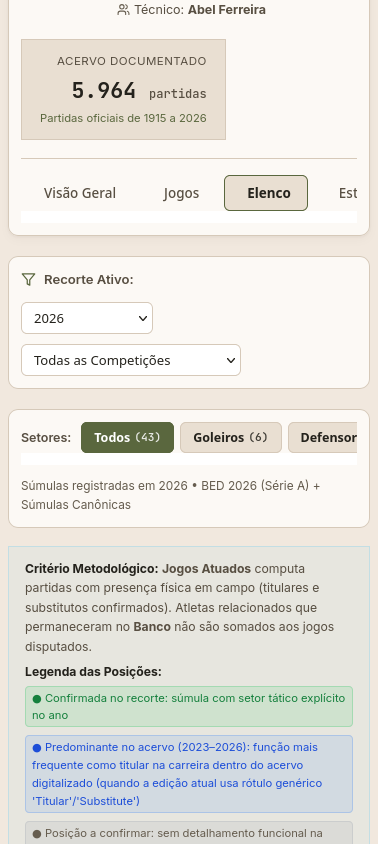 Técnico: Abel Ferreira
ACERVO DOCUMENTADO
5.964 partidas
Partidas oficiais de 1915 a 2026
Visão Geral Jogos Elenco Est
Recorte Ativo:
2026
Todas as Competições
Setores: Todos (43) Goleiros (6) Defensor
Súmulas registradas em 2026 • BED 2026 (Série A) +
Súmulas Canônicas
Critério Metodológico: Jogos Atuados computa
partidas com presença física em campo (titulares e
substitutos confirmados). Atletas relacionados que
permaneceram no Banco não são somados aos jogos
disputados.
Legenda das Posições:
● Confirmada no recorte: súmula com setor tático explícito
no ano
● Predominante no acervo (2023–2026): função mais
frequente como titular na carreira dentro do acervo
digitalizado (quando a edição atual usa rótulo genérico
'Titular'/'Substitute')
● Posição a confirmar: sem detalhamento funcional na